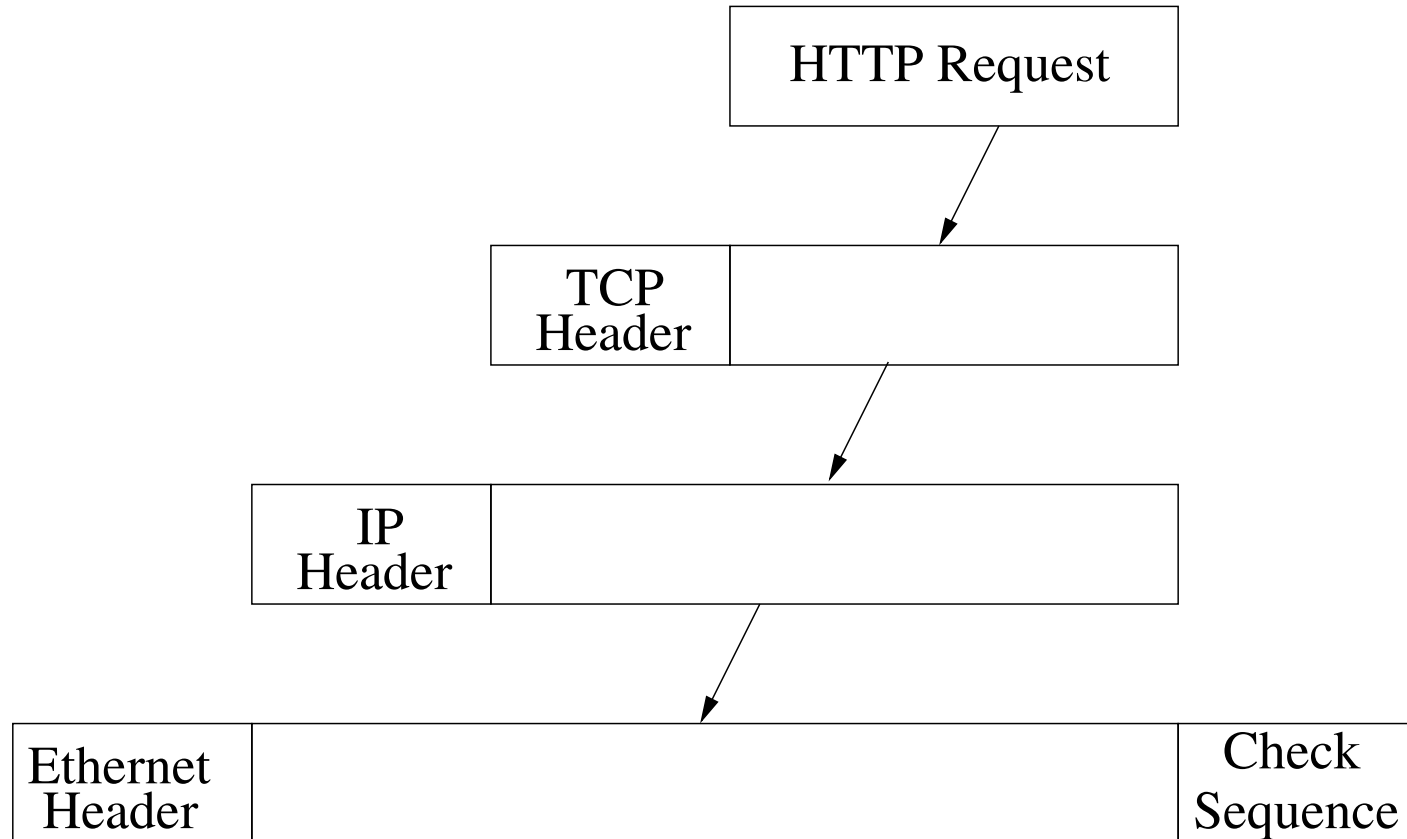 HTTP Request
TCP
Header
IP
Header
Ethernet
Header
Check
Sequence